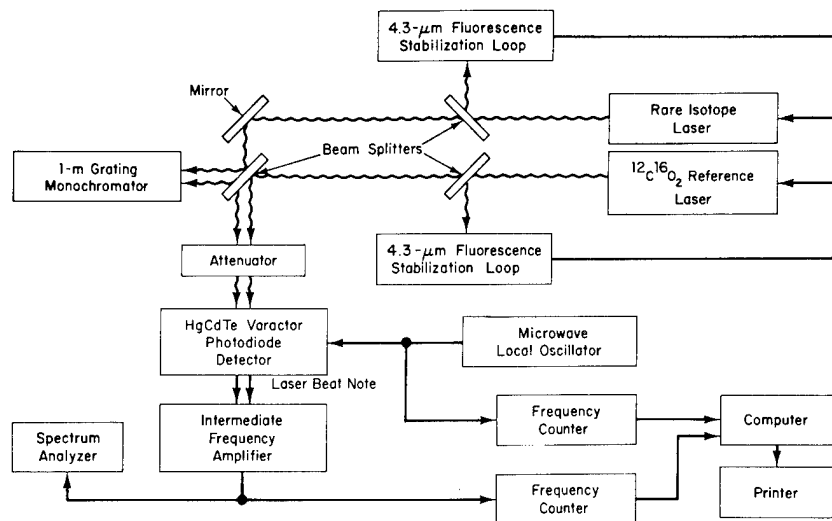 4.3-μm Fluorescence
Stabilization Loop
Mirror
Rare Isotope
Laser
Beam Splitters
1-m Grating
Monochromator
12C16O2 Reference
Laser
4.3-μm Fluorescence
Stabilization Loop
Attenuator
HgCdTe Varactor
Photodiode
Detector
Microwave
Local Oscillator
Laser Beat Note
Intermediate
Frequency
Amplifier
Spectrum
Analyzer
Frequency
Counter
Computer
Frequency
Counter
Printer